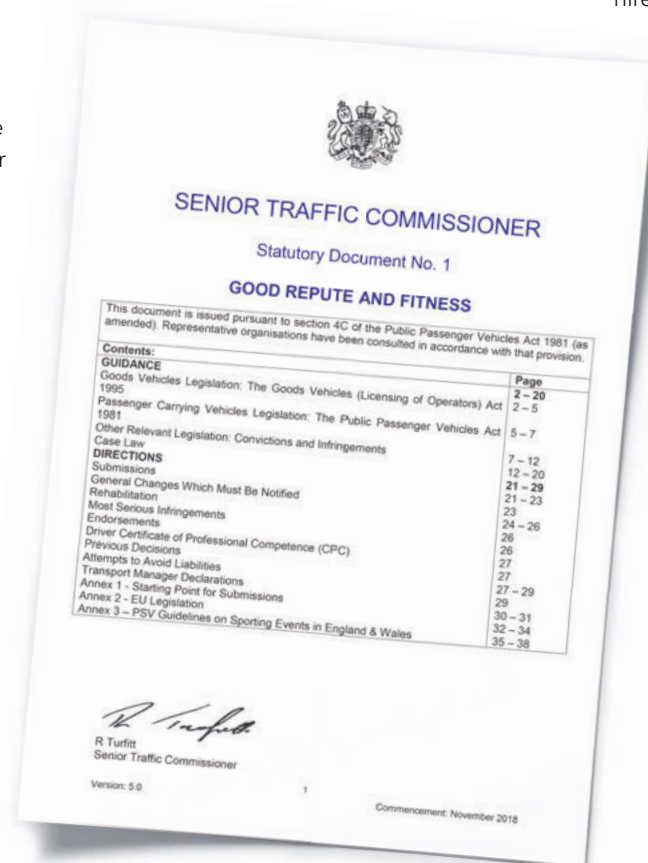 Hire
e
r
SENIOR TRAFFIC COMMISSIONER
Statutory Document No. 1
GOOD REPUTE AND FITNESS
This document is issued pursuant to section 4C of the Public Passenger Vehicles Act 1981 (as
amended). Representative organisations have been consulted in accordance with that provision.
Contents: Page
GUIDANCE 2 – 20
Goods Vehicles Legislation: The Goods Vehicles (Licensing of Operators) Act 2 – 5
1995
Passenger Carrying Vehicles Legislation: The Public Passenger Vehicles Act 5 – 7
1981
Other Relevant Legislation: Convictions and Infringements 7 – 12
Case Law 12 – 20
DIRECTIONS 21 – 29
Submissions 21 – 23
General Changes Which Must Be Notified 23
Rehabilitation 24 – 26
Most Serious Infringements 26
Endorsements 26
Driver Certificate of Professional Competence (CPC) 27
Previous Decisions 27
Attempts to Avoid Liabilities 27 – 29
Transport Manager Declarations 29
Annex 1 - Starting Point for Submissions 30 – 31
Annex 2 - EU Legislation 32 – 34
Annex 3 – PSV Guidelines on Sporting Events in England & Wales 35 – 38
R Turfitt
R Turfitt
Senior Traffic Commissioner
Version: 5.0
1
Commencement: November 2018